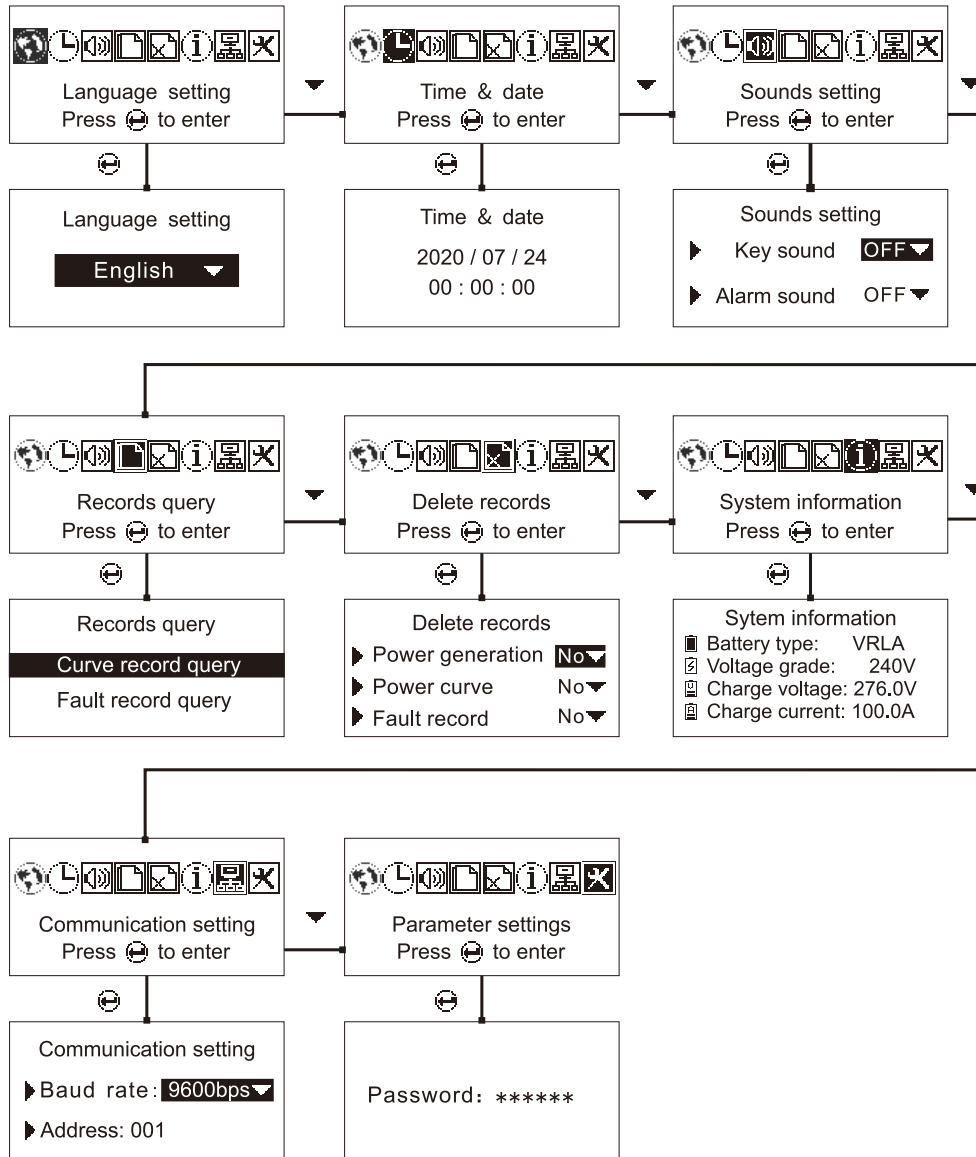 Language setting
Press to enter
Time & date
Press to enter
Sounds setting
Press to enter
Language setting
English
Time & date
2020 / 07 / 24
00 : 00 : 00
Sounds setting
Key sound OFF
Alarm sound OFF
Records query
Press to enter
Delete records
Press to enter
System information
Press to enter
Records query
Curve record query
Fault record query
Delete records
Power generation No
Power curve No
Fault record No
Sytem information
Battery type: VRLA
Voltage grade: 240V
Charge voltage: 276.0V
Charge current: 100.0A
Communication setting
Press to enter
Parameter settings
Press to enter
Communication setting
Baud rate: 9600bps
Address: 001
Password: ******